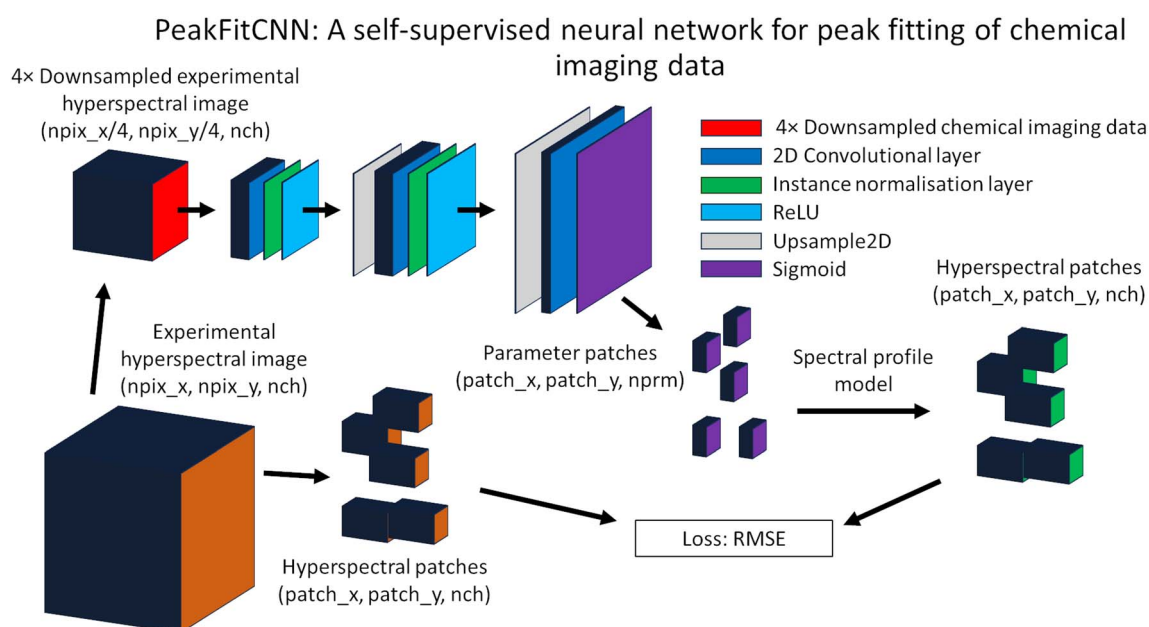 PeakFitCNN: A self-supervised neural network for peak fitting of chemical
imaging data
4× Downsampled experimental
hyperspectral image
(npix_x/4, npix_y/4, nch)
4× Downsampled chemical imaging data
2D Convolutional layer
Instance normalisation layer
ReLU
Upsample2D
Sigmoid
Hyperspectral patches
(patch_x, patch_y, nch)
Experimental
hyperspectral image
(npix_x, npix_y, nch)
Parameter patches
(patch_x, patch_y, nprm)
Spectral profile
model
Loss: RMSE
Hyperspectral patches
(patch_x, patch_y, nch)